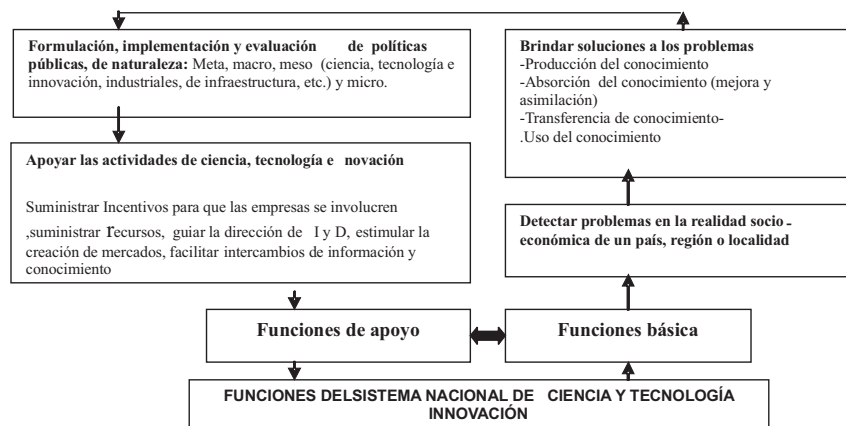 Formulación, implementación y evaluación de políticas
públicas, de naturaleza: Meta, macro, meso (ciencia, tecnología e
innovación, industriales, de infraestructura, etc.) y micro.
Apoyar las actividades de ciencia, tecnología e novación
Suministrar Incentivos para que las empresas se involucren
,suministrar recursos, guiar la dirección de I y D, estimular la
creación de mercados, facilitar intercambios de información y
conocimiento
Funciones de apoyo
Brindar soluciones a los problemas
-Producción del conocimiento
-Absorción del conocimiento (mejora y
asimilación)
-Transferencia de conocimiento-
.Uso del conocimiento
Detectar problemas en la realidad socio-
económica de un país, región o localidad
Funciones básica
FUNCIONES DELSISTEMA NACIONAL DE CIENCIA Y TECNOLOGÍA
INNOVACIÓN